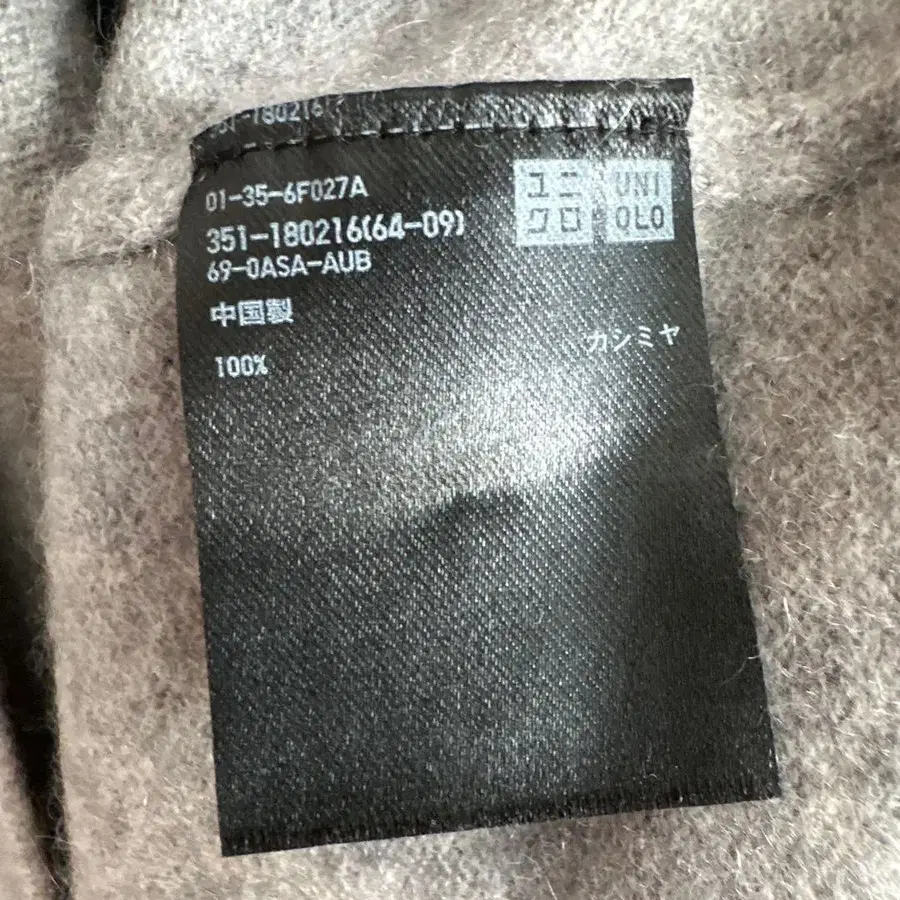 351-180216
01-35-6F027A
ユニ
クロ
UNI
QLO
351-180216(64-09)
69-0ASA-AUB
中国製
カシミヤ
100%